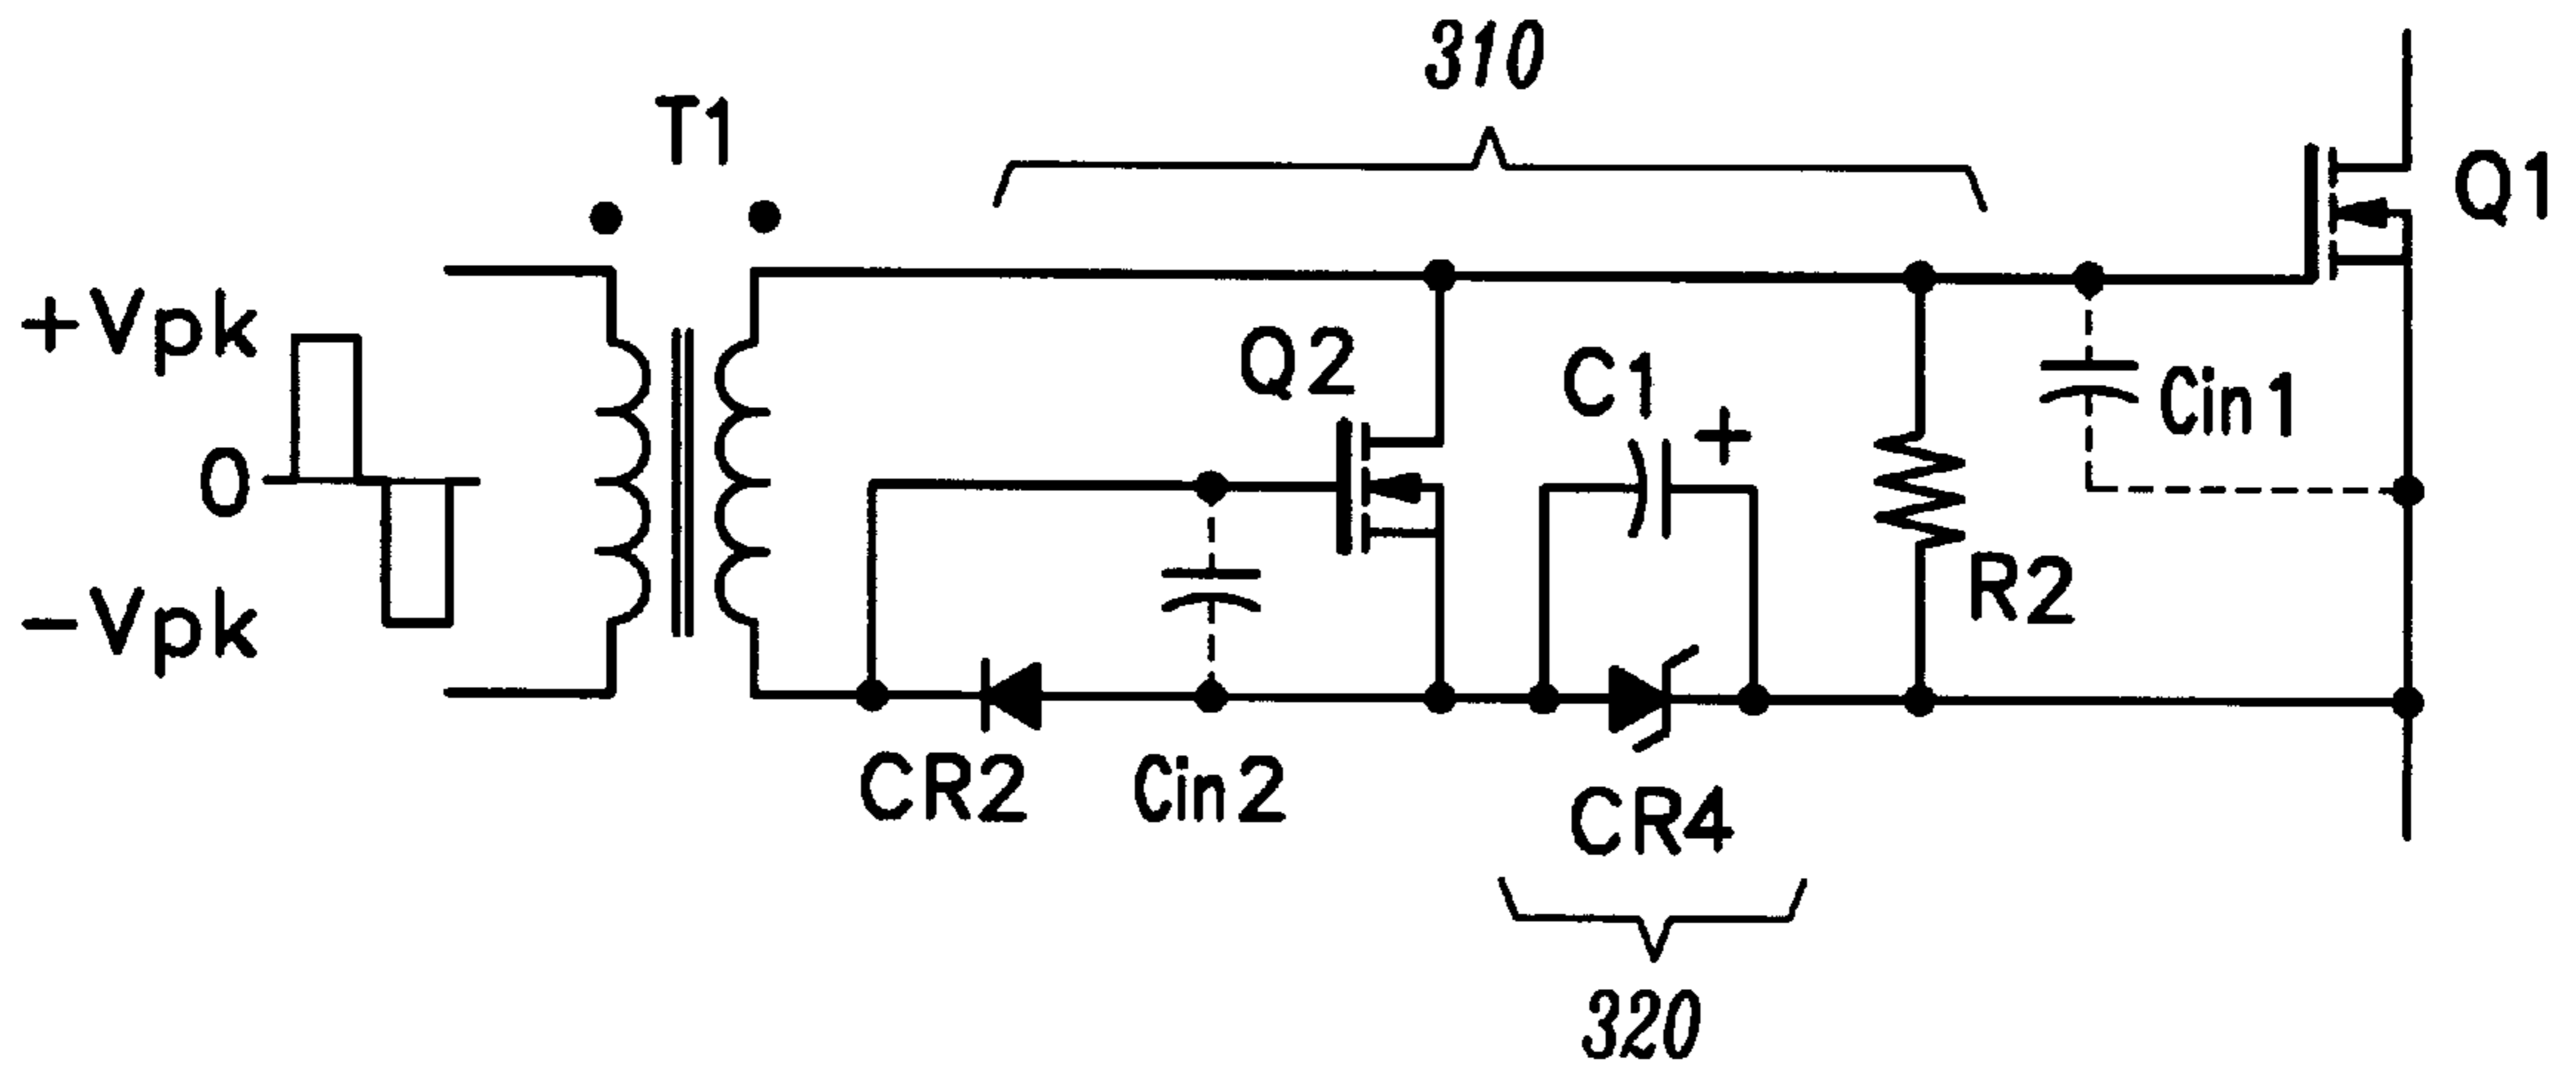 310
T1
Q1
+Vpk
Q2
C1
+
Cin1
0
R2
-Vpk
CR2
Cin2
CR4
320